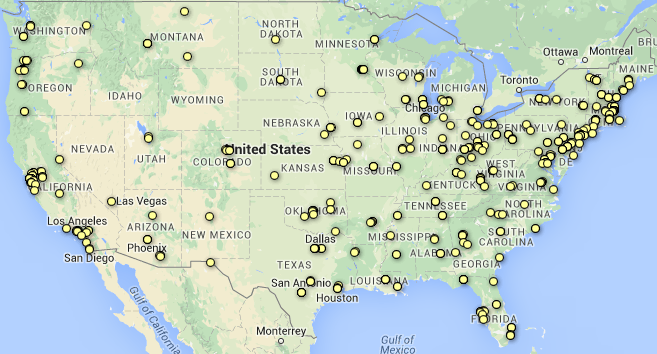 WASHINGTON
MONTANA
NORTH
DAKOTA
MINNESOTA
Ottawa
Montreal
MAINE
OREGON
IDAHO
SOUTH
DAKOTA
WISCONSIN
MICHIGAN
Toronto
WYOMING
Chicago
IOWA
NEBRASKA
ILLINOIS
NEVADA
UTAH
COLORADO
United States
KANSAS
MISSOURI
WEST
VIRGINIA
VIRGINIA
KENTUCKY
CALIFORNIA
Las Vegas
Los Angeles
ARIZONA
NEW MEXICO
OKLAHOMA
TENNESSEE
NORTH
CAROLINA
Phoenix
San Diego
Dallas
MISSISSIPPI
SOUTH
CAROLINA
TEXAS
GEORGIA
San Antonio
LOUISIANA
Houston
Gulf of California
Monterrey
Gulf of
Mexico
FLORIDA